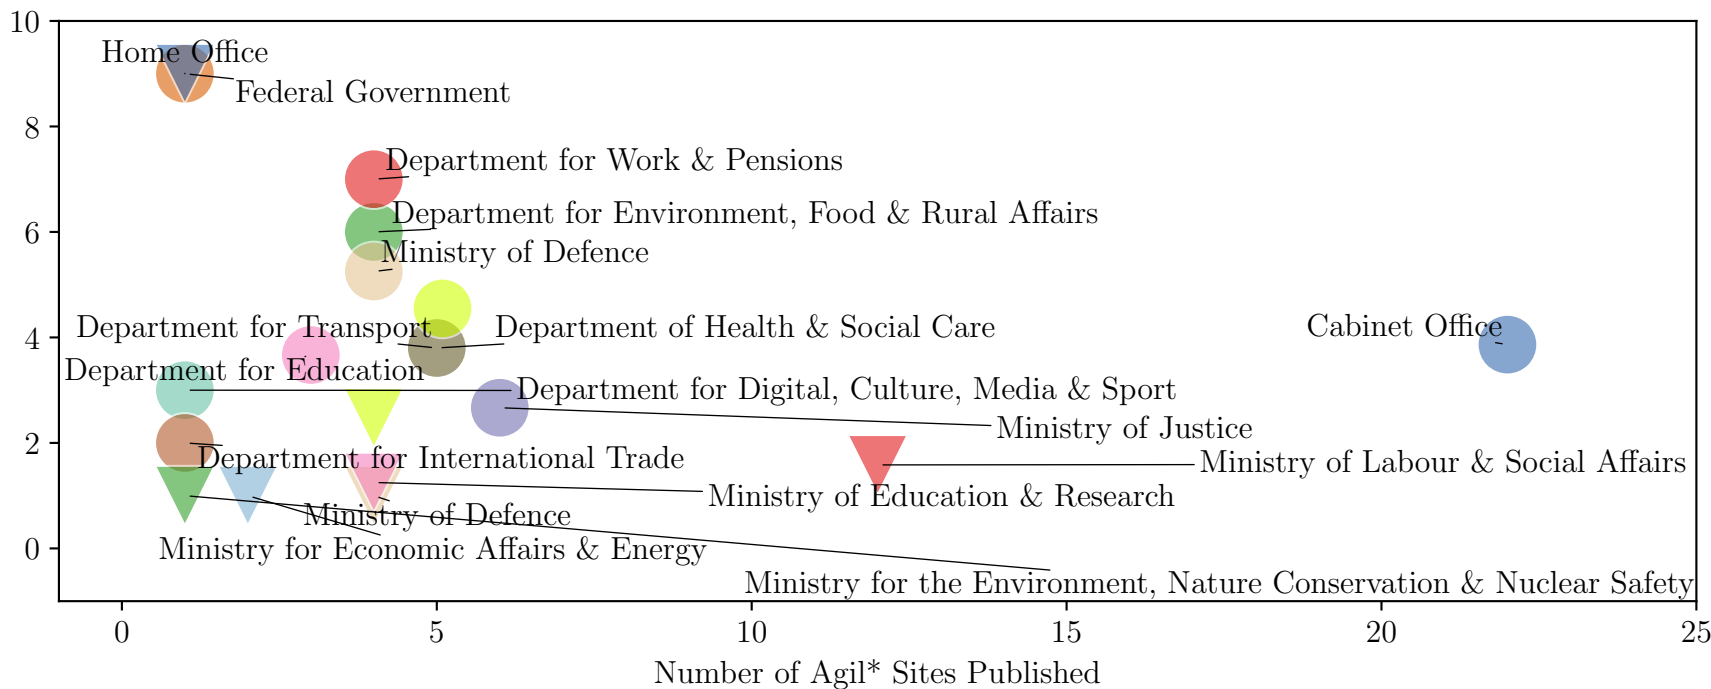 10
Home Office
Federal Government
8
Department for Work & Pensions
Department for Environment, Food & Rural Affairs
6
Ministry of Defence
Department for Transport
Department of Health & Social Care
Cabinet Office
4
Department for Education
Department for Digital, Culture, Media & Sport
Ministry of Justice
2
Department for International Trade
Ministry of Labour & Social Affairs
Ministry of Education & Research
Ministry of Defence
0
Ministry for Economic Affairs & Energy
Ministry for the Environment, Nature Conservation & Nuclear Safety
0 5 10 15 20 25
Number of Agil* Sites Published